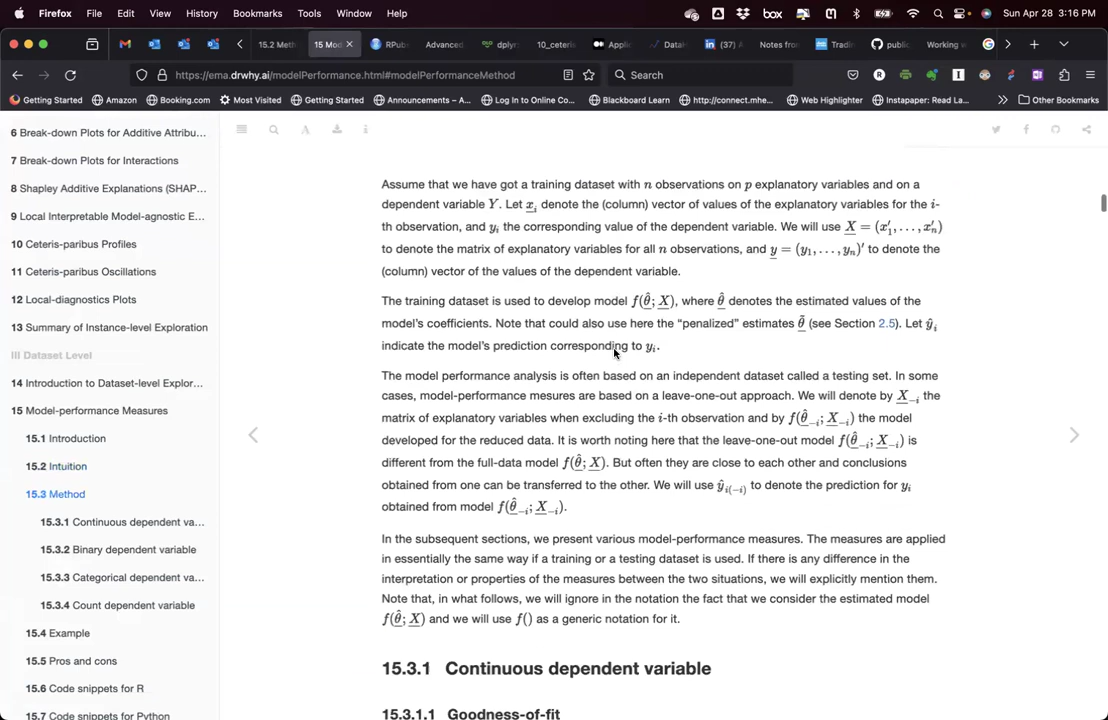 Firefox File Edit View History Bookmarks Tools Window Help box Sun Apr 28 3:16 PM
15.2 Meth 15 Mod RPub Advanced dplyr 10_ceteris Applic Data (37) Notes from Tradin public Working w
https://ema.drwhy.ai/modelPerformance.html#modelPerformanceMethod Search
Getting Started Amazon Booking.com Most Visited Getting Started Announcements – A... Log In to Online Co... Blackboard Learn http://connect.mhe... Web Highlighter Instapaper: Read La... Other Bookmarks
6 Break-down Plots for Additive Attribu...
7 Break-down Plots for Interactions
8 Shapley Additive Explanations (SHAP...
9 Local Interpretable Model-agnostic E...
10 Ceteris-paribus Profiles
11 Ceteris-paribus Oscillations
12 Local-diagnostics Plots
13 Summary of Instance-level Exploration
III Dataset Level
14 Introduction to Dataset-level Explor...
15 Model-performance Measures
15.1 Introduction
15.2 Intuition
15.3 Method
15.3.1 Continuous dependent va...
15.3.2 Binary dependent variable
15.3.3 Categorical dependent va...
15.3.4 Count dependent variable
15.4 Example
15.5 Pros and cons
15.6 Code snippets for R
15.7 Code snippets for Python
Assume that we have got a training dataset with n observations on p explanatory variables and on a
dependent variable Y. Let x_i denote the (column) vector of values of the explanatory variables for the i-
th observation, and y_i the corresponding value of the dependent variable. We will use X = (x′_1, . . . , x′_n)
to denote the matrix of explanatory variables for all n observations, and y = (y_1, . . . , y_n)′ to denote the
(column) vector of the values of the dependent variable.
The training dataset is used to develop model f(θ̂; X), where θ̂ denotes the estimated values of the
model's coefficients. Note that could also use here the "penalized" estimates θ̃ (see Section 2.5). Let ŷ_i
indicate the model's prediction corresponding to y_i.
The model performance analysis is often based on an independent dataset called a testing set. In some
cases, model-performance mesures are based on a leave-one-out approach. We will denote by X_−i the
matrix of explanatory variables when excluding the i-th observation and by f(θ̂_−i; X_−i) the model
developed for the reduced data. It is worth noting here that the leave-one-out model f(θ̂_−i; X_−i) is
different from the full-data model f(θ̂; X). But often they are close to each other and conclusions
obtained from one can be transferred to the other. We will use ŷ_i(−i) to denote the prediction for y_i
obtained from model f(θ̂_−i; X_−i).
In the subsequent sections, we present various model-performance measures. The measures are applied
in essentially the same way if a training or a testing dataset is used. If there is any difference in the
interpretation or properties of the measures between the two situations, we will explicitly mention them.
Note that, in what follows, we will ignore in the notation the fact that we consider the estimated model
f(θ̂; X) and we will use f() as a generic notation for it.
15.3.1 Continuous dependent variable
15.3.1.1 Goodness-of-fit